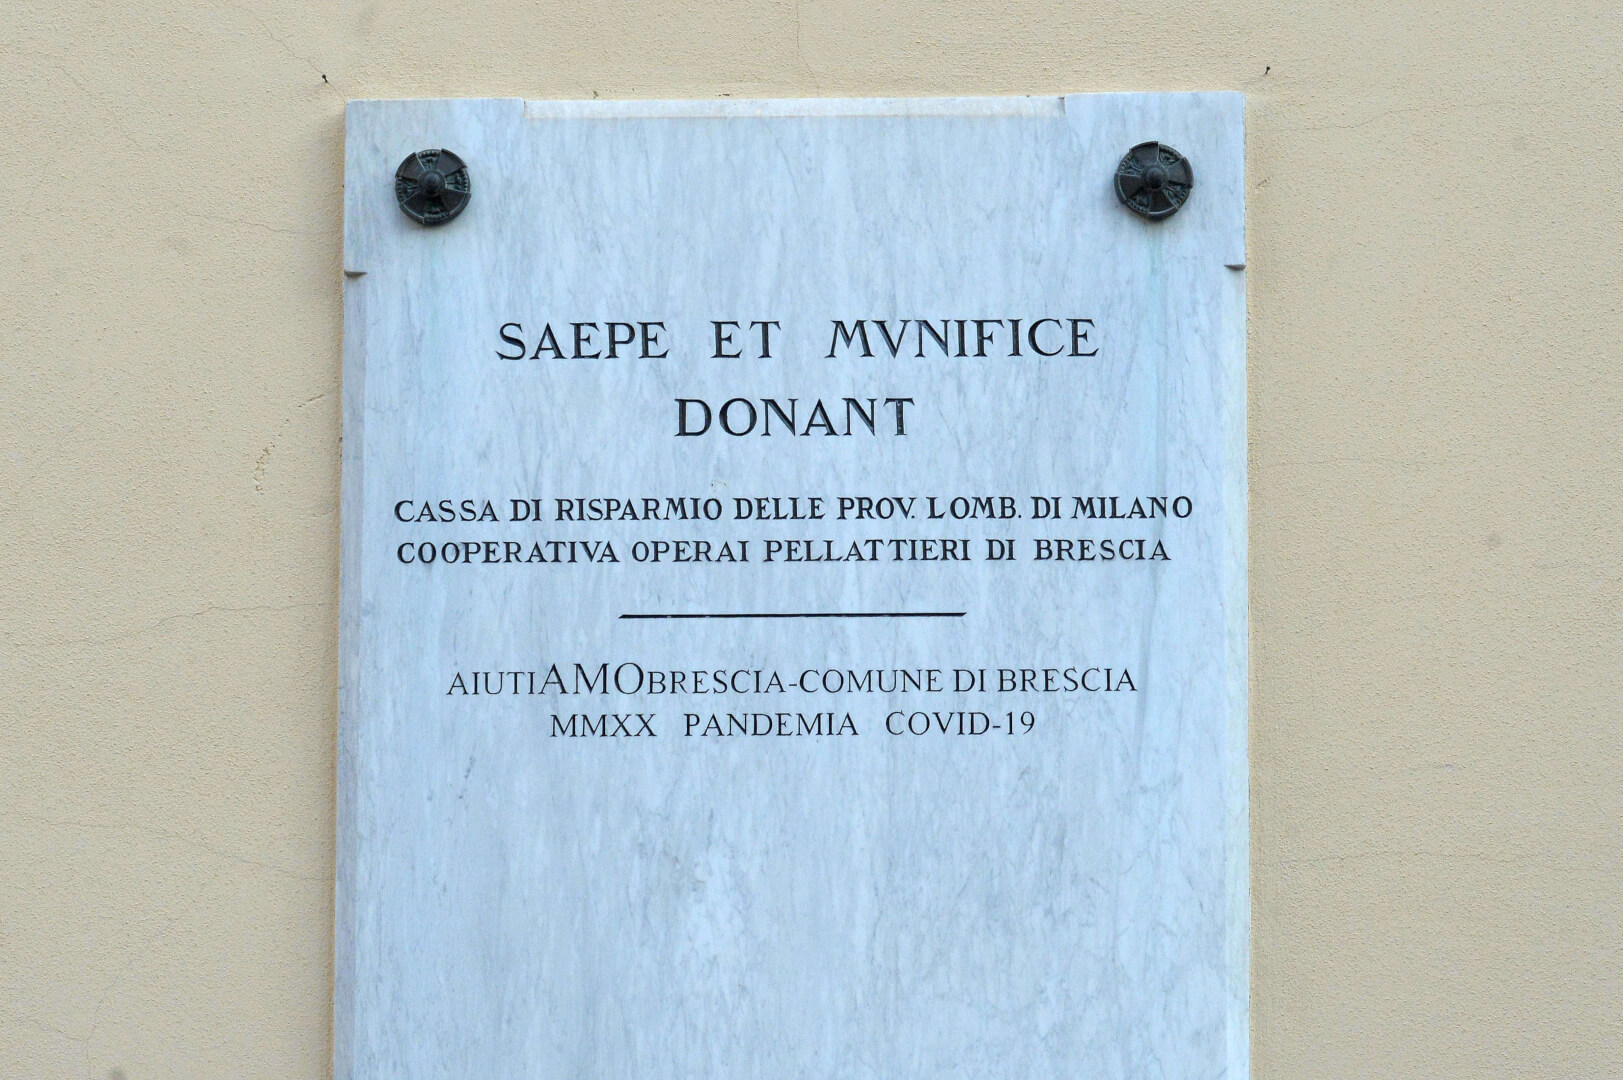 SAEPE ET MVNIFICE
DONANT
CASSA DI RISPARMIO DELLE PROV. LOMB. DI MILANO
COOPERATIVA OPERAI PELLATTIERI DI BRESCIA
AIUTIAMOBRESCIA-COMUNE DI BRESCIA
MMXX PANDEMIA COVID-19